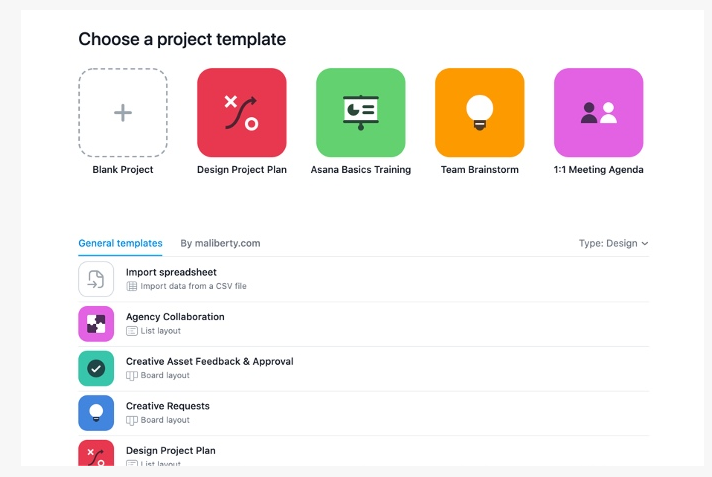 Choose a project template
Blank Project
Design Project Plan
Asana Basics Training
Team Brainstorm
1:1 Meeting Agenda
General templates
By maliberty.com
Type: Design
Import spreadsheet
Import data from a CSV file
Agency Collaboration
List layout
Creative Asset Feedback & Approval
Board layout
Creative Requests
Board layout
Design Project Plan
List layout